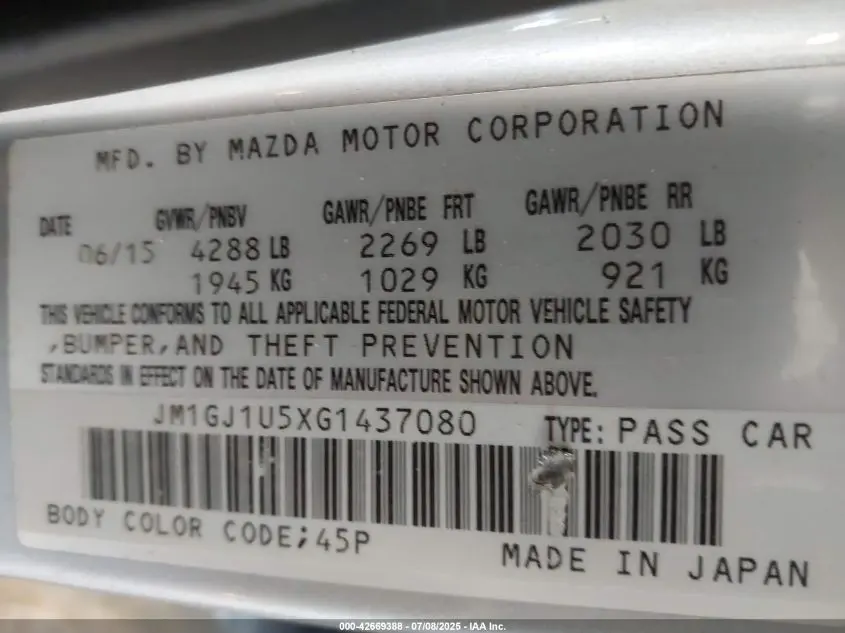 MFD. BY MAZDA MOTOR CORPORATION
DATE GVWR/PNBV GAWR/PNBE FRT GAWR/PNBE RR
06/15 4288 LB 2269 LB 2030 LB
1945 KG 1029 KG 921 KG
THIS VEHICLE CONFORMS TO ALL APPLICABLE FEDERAL MOTOR VEHICLE SAFETY
,BUMPER,AND THEFT PREVENTION
STANDARDS IN EFFECT ON THE DATE OF MANUFACTURE SHOWN ABOVE.
JM1GJ1U5XG1437080 TYPE: PASS CAR
BODY COLOR CODE;45P
MADE IN JAPAN
000-42669388 - 07/08/2025 - IAA Inc.